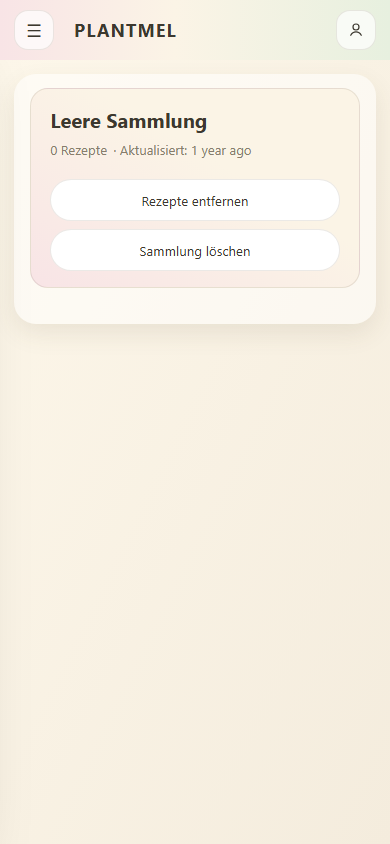 PLANTMEL
Leere Sammlung
0 Rezepte · Aktualisiert: 1 year ago
Rezepte entfernen
Sammlung löschen